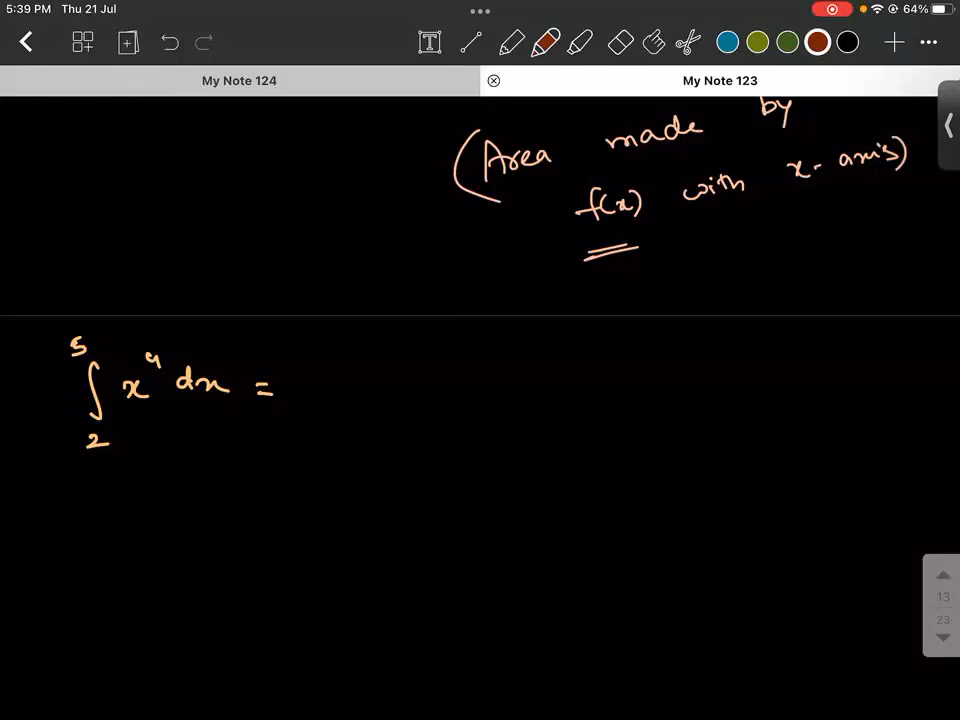 5:39 PM Thu 21 Jul
64%
My Note 124
My Note 123
(Area made by
f(x) with x-axis)
5
∫ x⁴ dx =
2
13
23